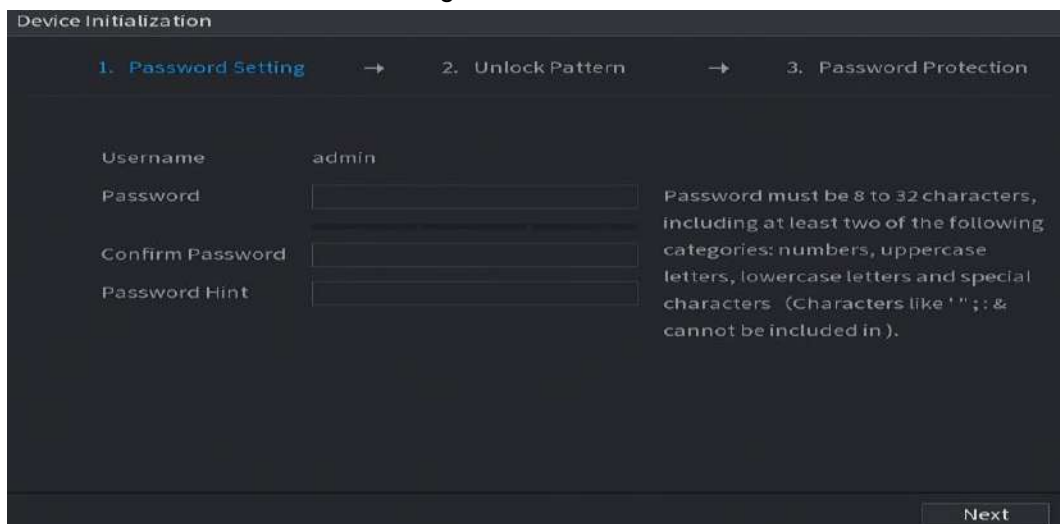 Device Initialization
1. Password Setting → 2. Unlock Pattern → 3. Password Protection
Username admin
Password
Confirm Password
Password Hint
Password must be 8 to 32 characters,
including at least two of the following
categories: numbers, uppercase
letters, lowercase letters and special
characters (Characters like ' " ; : &
cannot be included in ).
Next